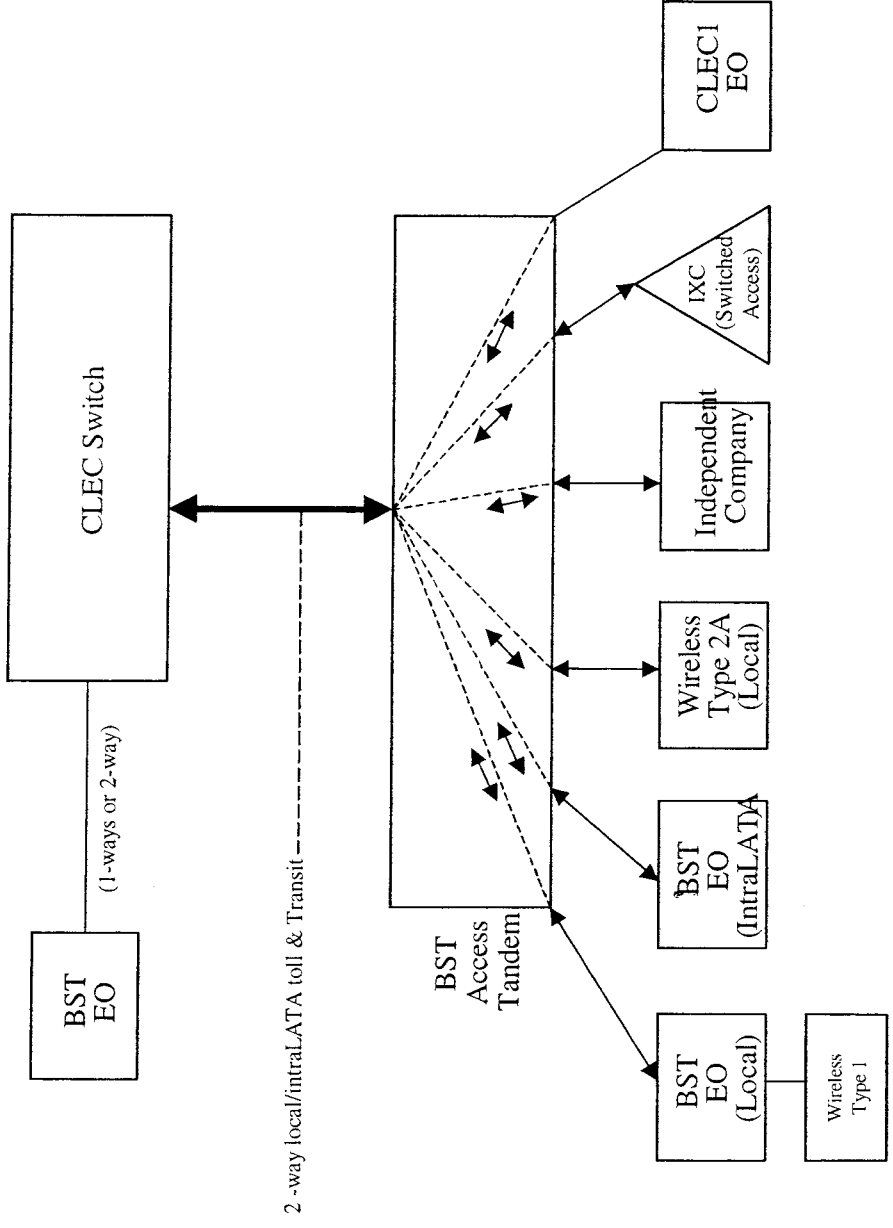 CLEC Switch
BST
EO
(1-ways or 2-way)
2 -way local/intraLATA toll & Transit
BST
Access
Tandem
BST
EO
(Local)
Wireless
Type 1
BST
EO
(IntraLATA)
Wireless
Type 2A
(Local)
Independent
Company
IXC
(Switched
Access)
CLEC1
EO